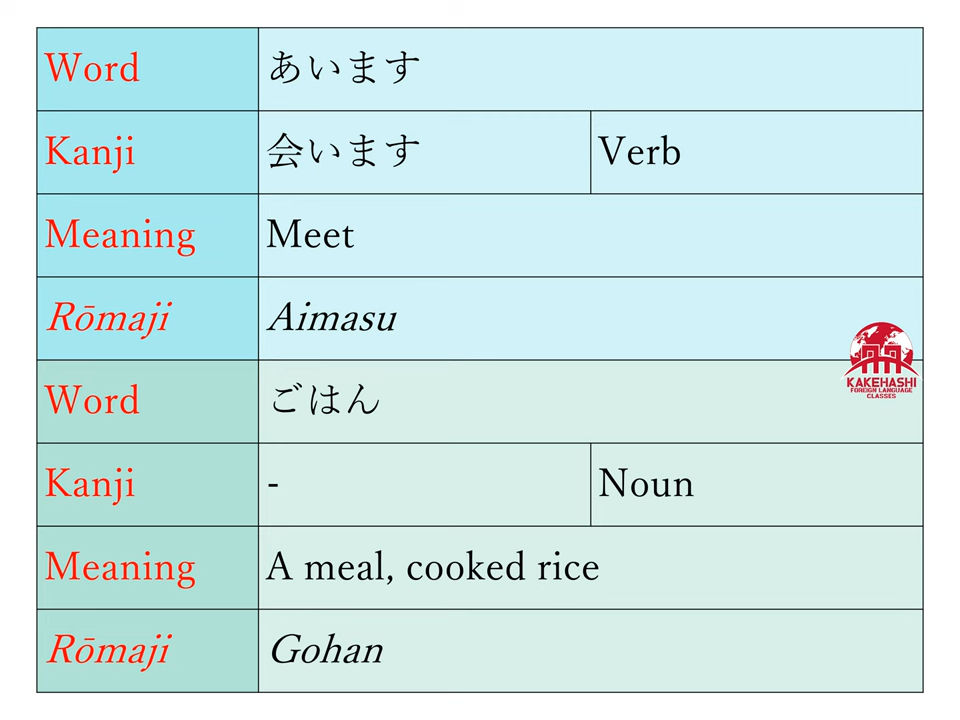 Word あいます
Kanji 会います Verb
Meaning Meet
Rōmaji Aimasu
Word ごはん
Kanji - Noun
Meaning A meal, cooked rice
Rōmaji Gohan
KAKEHASHI
FOREIGN LANGUAGE
CLASSES